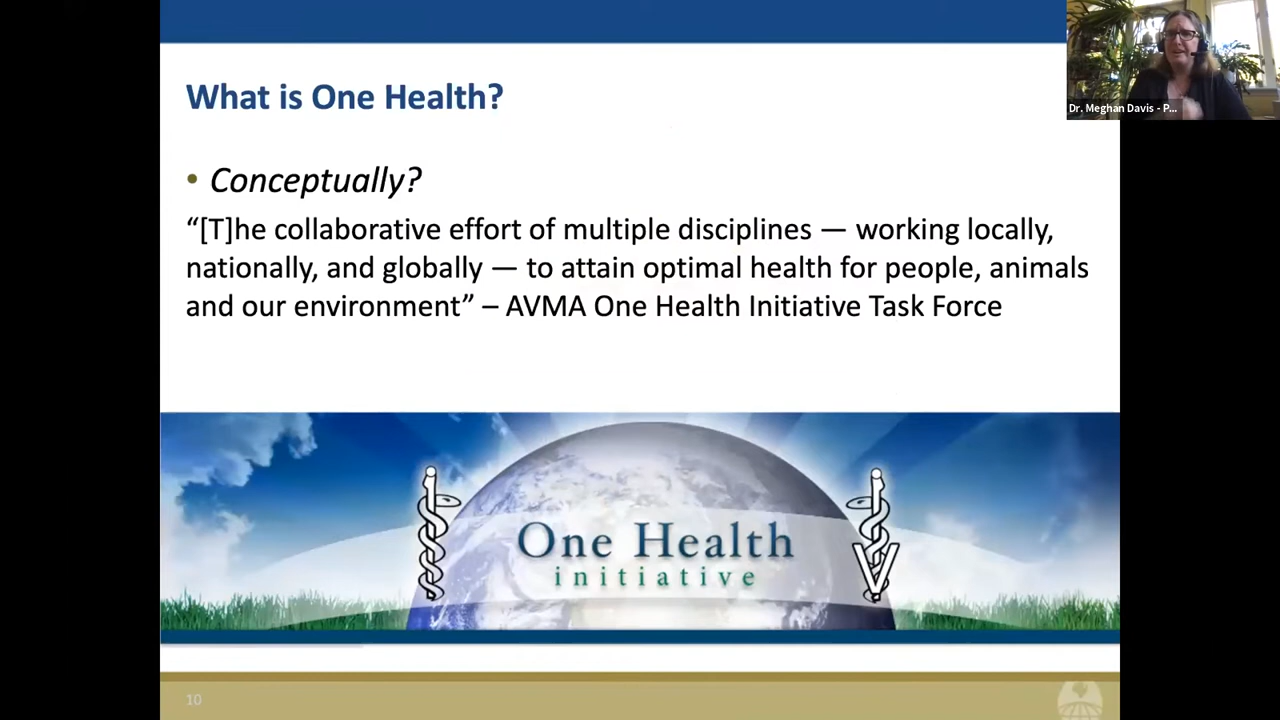 What is One Health?
• Conceptually?
“[T]he collaborative effort of multiple disciplines — working locally,
nationally, and globally — to attain optimal health for people, animals
and our environment” – AVMA One Health Initiative Task Force
One Health
initiative
V
10
Dr. Meghan Davis - P...